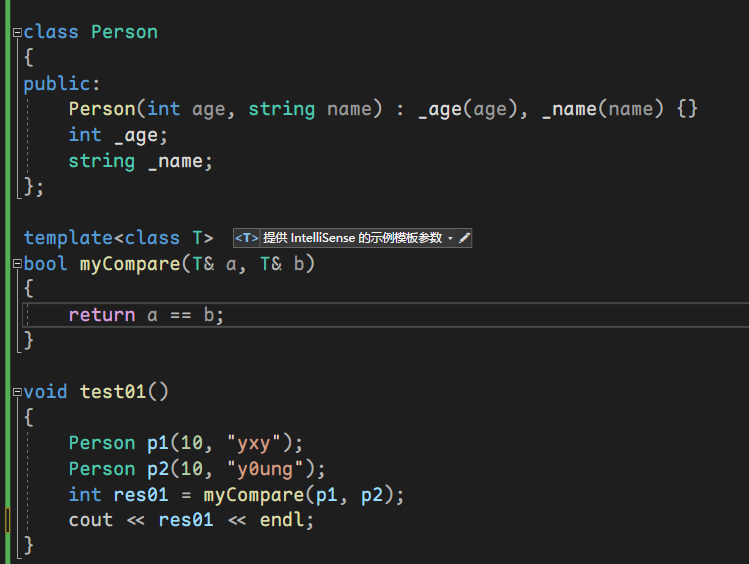 class Person
{
public:
    Person(int age, string name) : _age(age), _name(name) {}
    int _age;
    string _name;
};
template<class T> <T> 提供 IntelliSense 的示例模板参数
bool myCompare(T& a, T& b)
{
    return a == b;
}
void test01()
{
    Person p1(10, "yxy");
    Person p2(10, "y0ung");
    int res01 = myCompare(p1, p2);
    cout << res01 << endl;
}